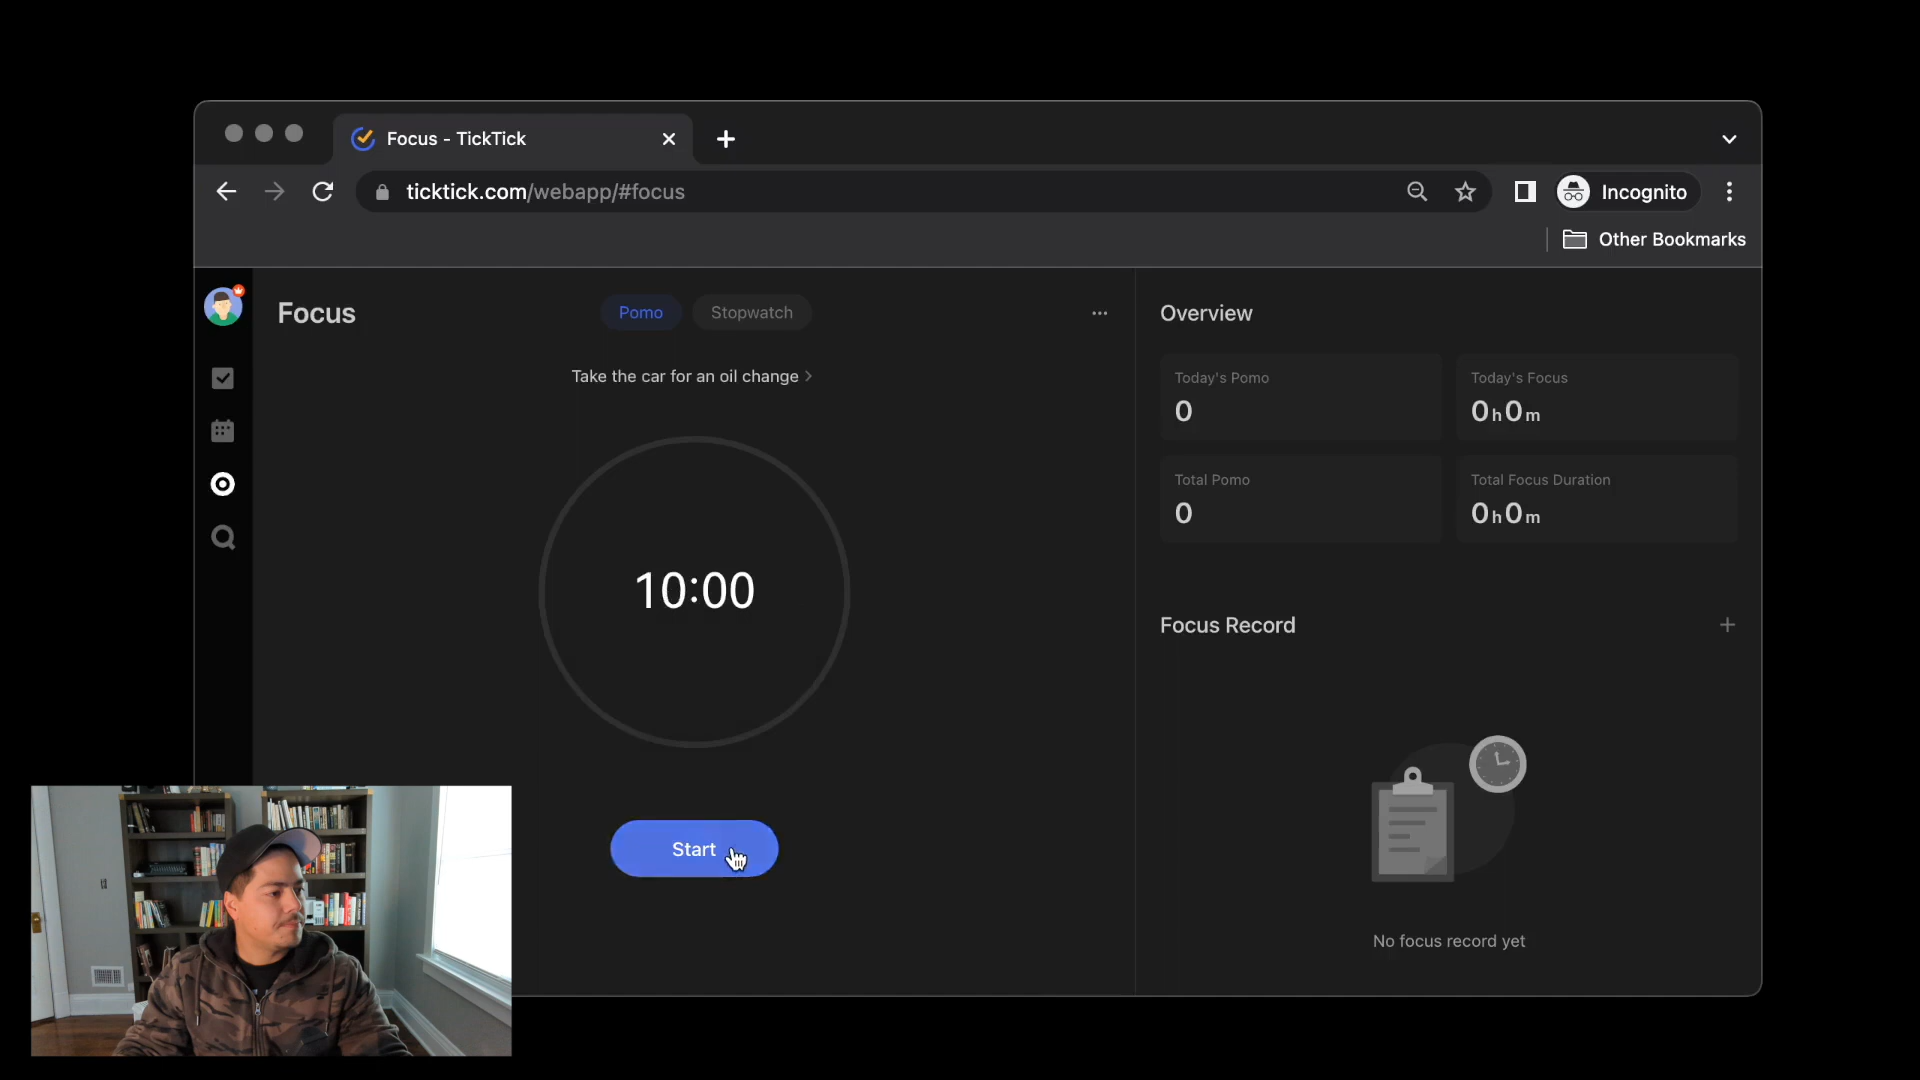 Focus - TickTick
ticktick.com/webapp/#focus
Incognito
Other Bookmarks
Focus
Pomo
Stopwatch
Take the car for an oil change
10:00
Start
Overview
Today's Pomo
0
Today's Focus
0h0m
Total Pomo
0
Total Focus Duration
0h0m
Focus Record
No focus record yet